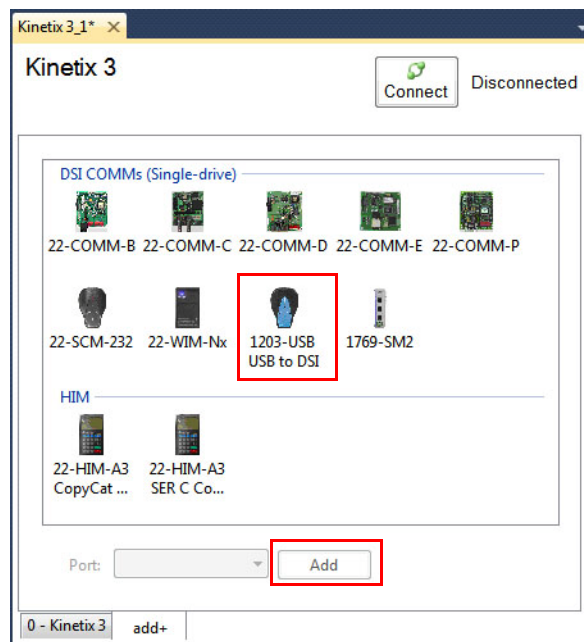 Kinetix 3_1*
Kinetix 3
Connect
Disconnected
DSI COMMs (Single-drive)
22-COMM-B 22-COMM-C 22-COMM-D 22-COMM-E 22-COMM-P
22-SCM-232 22-WIM-Nx 1203-USB 1769-SM2
USB to DSI
HIM
22-HIM-A3 22-HIM-A3
CopyCat ... SER C Co...
Port: Add
0 - Kinetix 3 add+